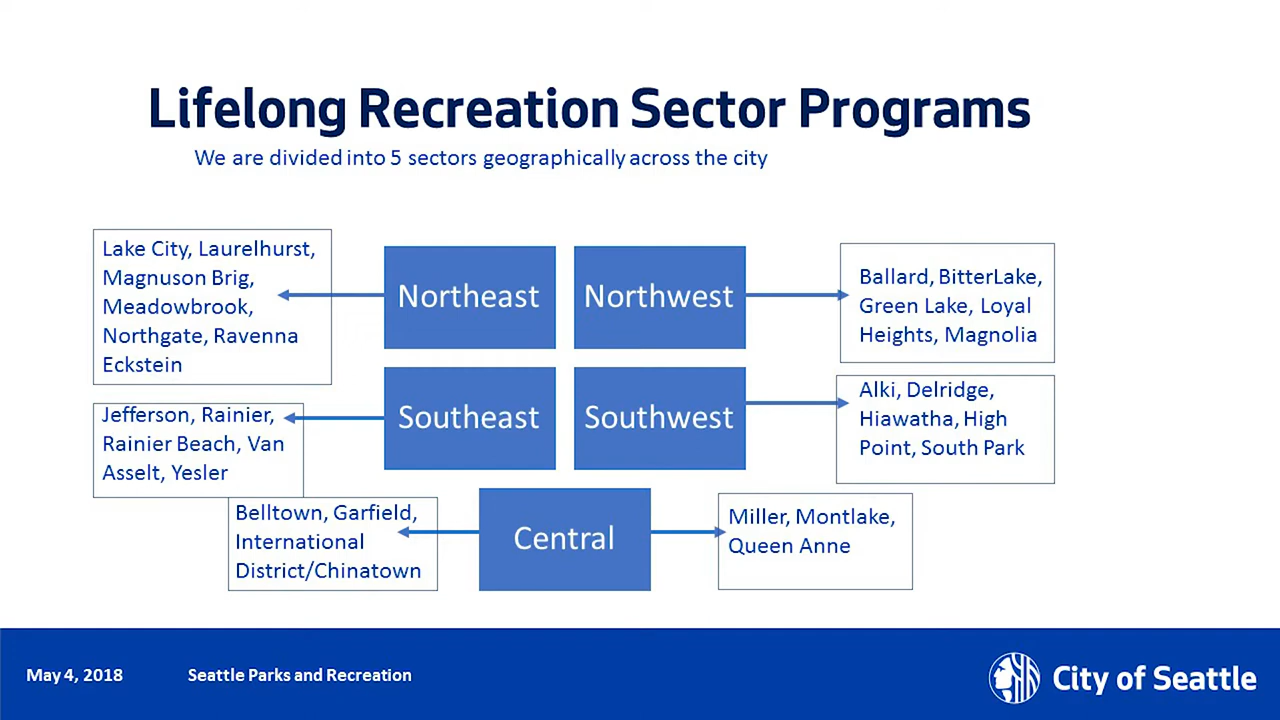 Lifelong Recreation Sector Programs
We are divided into 5 sectors geographically across the city
Lake City, Laurelhurst,
Magnuson Brig,
Meadowbrook,
Northgate, Ravenna
Eckstein
Northeast
Northwest
Ballard, BitterLake,
Green Lake, Loyal
Heights, Magnolia
Jefferson, Rainier,
Rainier Beach, Van
Asselt, Yesler
Southeast
Southwest
Alki, Delridge,
Hiawatha, High
Point, South Park
Belltown, Garfield,
International
District/Chinatown
Central
Miller, Montlake,
Queen Anne
May 4, 2018
Seattle Parks and Recreation
City of Seattle